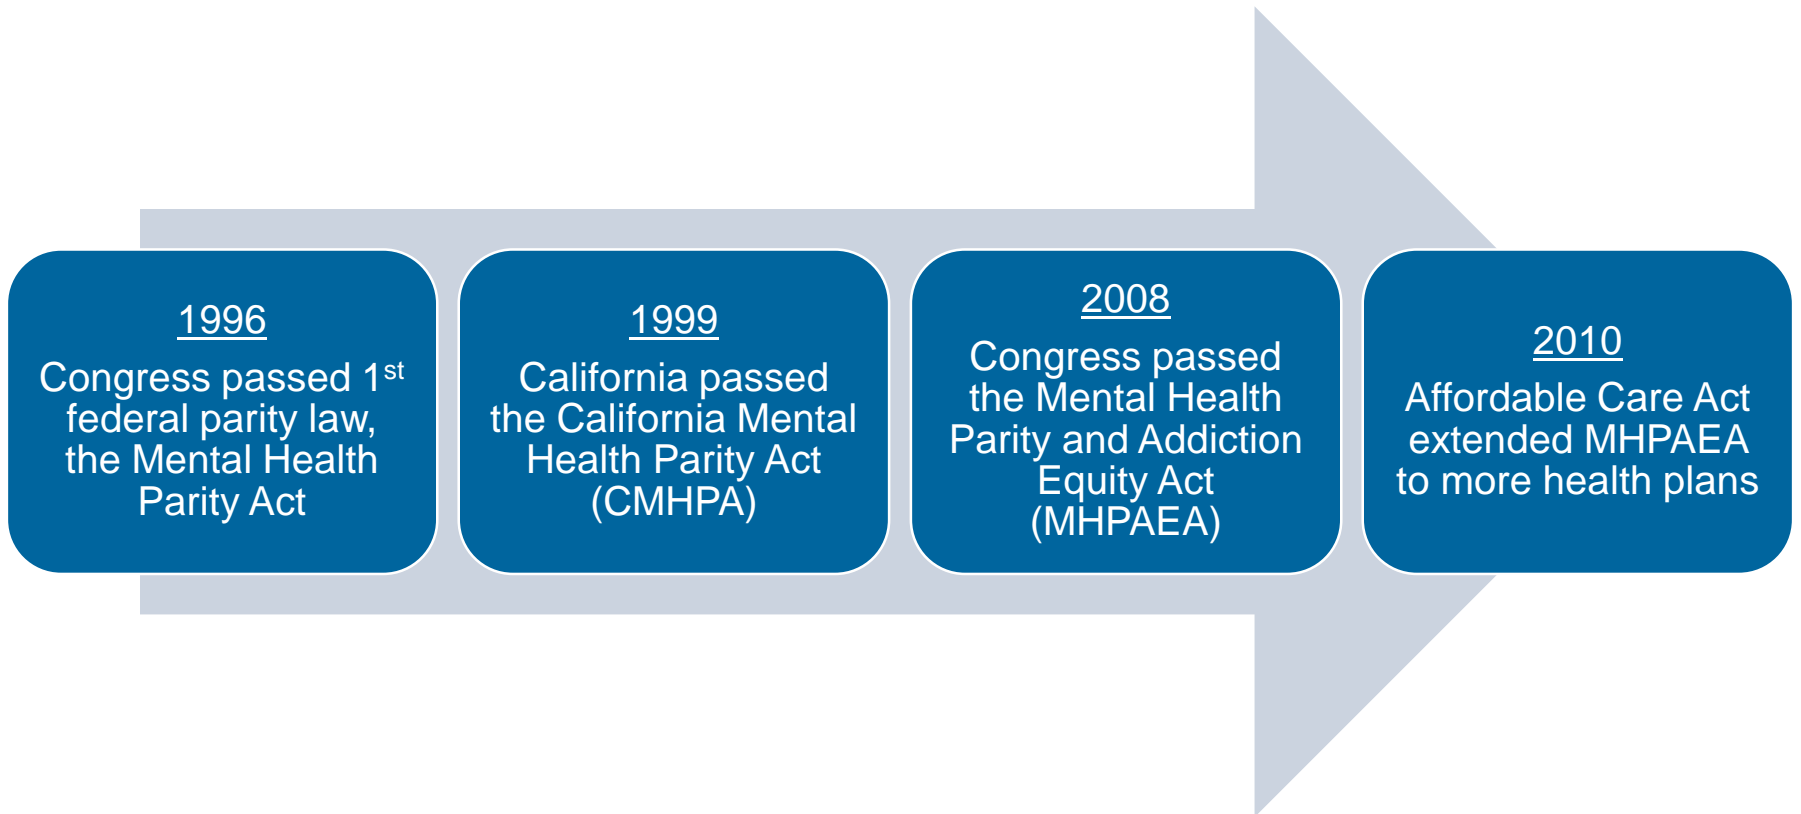 1996
Congress passed 1st
federal parity law,
the Mental Health
Parity Act
1999
California passed
the California Mental
Health Parity Act
(CMHPA)
2008
Congress passed
the Mental Health
Parity and Addiction
Equity Act
(MHPAEA)
2010
Affordable Care Act
extended MHPAEA
to more health plans